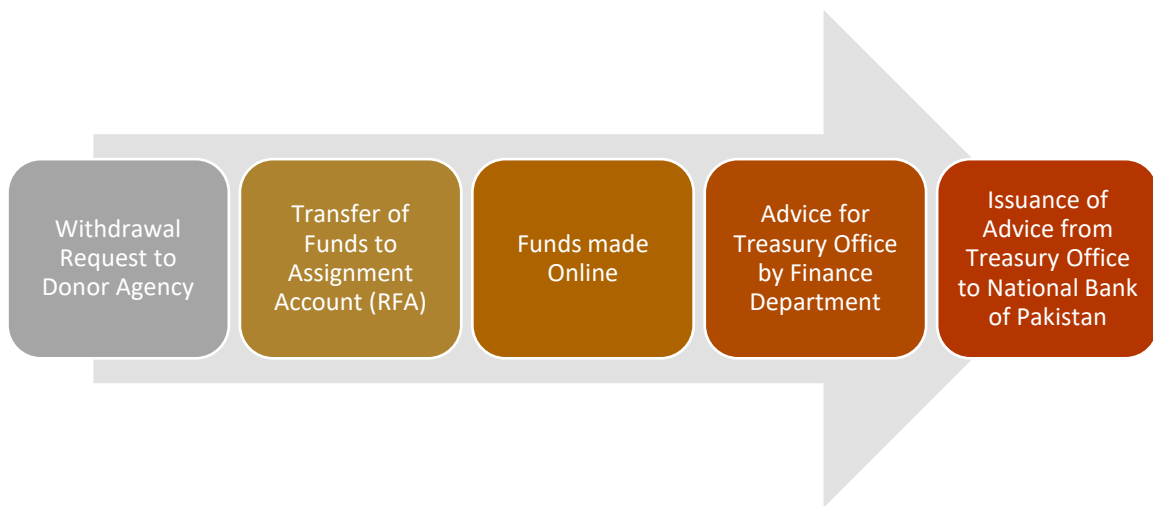 Withdrawal
Request to
Donor Agency
Transfer of
Funds to
Assignment
Account (RFA)
Funds made
Online
Advice for
Treasury Office
by Finance
Department
Issuance of
Advice from
Treasury Office
to National Bank
of Pakistan